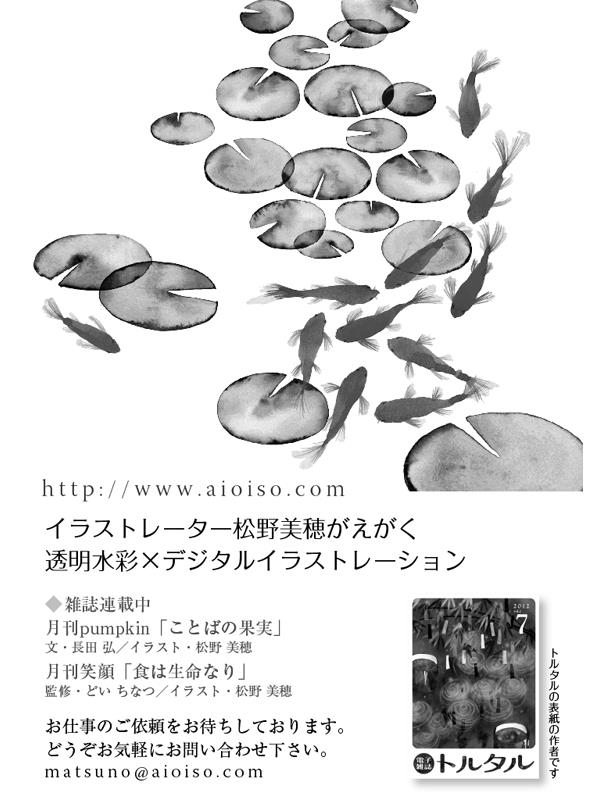 http://www.aioiso.com
イラストレーター松野美穂がえがく
透明水彩×デジタルイラストレーション
◆雑誌連載中
月刊pumpkin「ことばの果実」
文・長田 弘／イラスト・松野 美穂
月刊笑顔「食は生命なり」
監修・どい ちなつ／イラスト・松野 美穂
お仕事のご依頼をお待ちしております。
どうぞお気軽にお問い合わせ下さい。
matsuno@aioiso.com
2012
7
電子雑誌
トルタル
トルタルの表紙の作者です